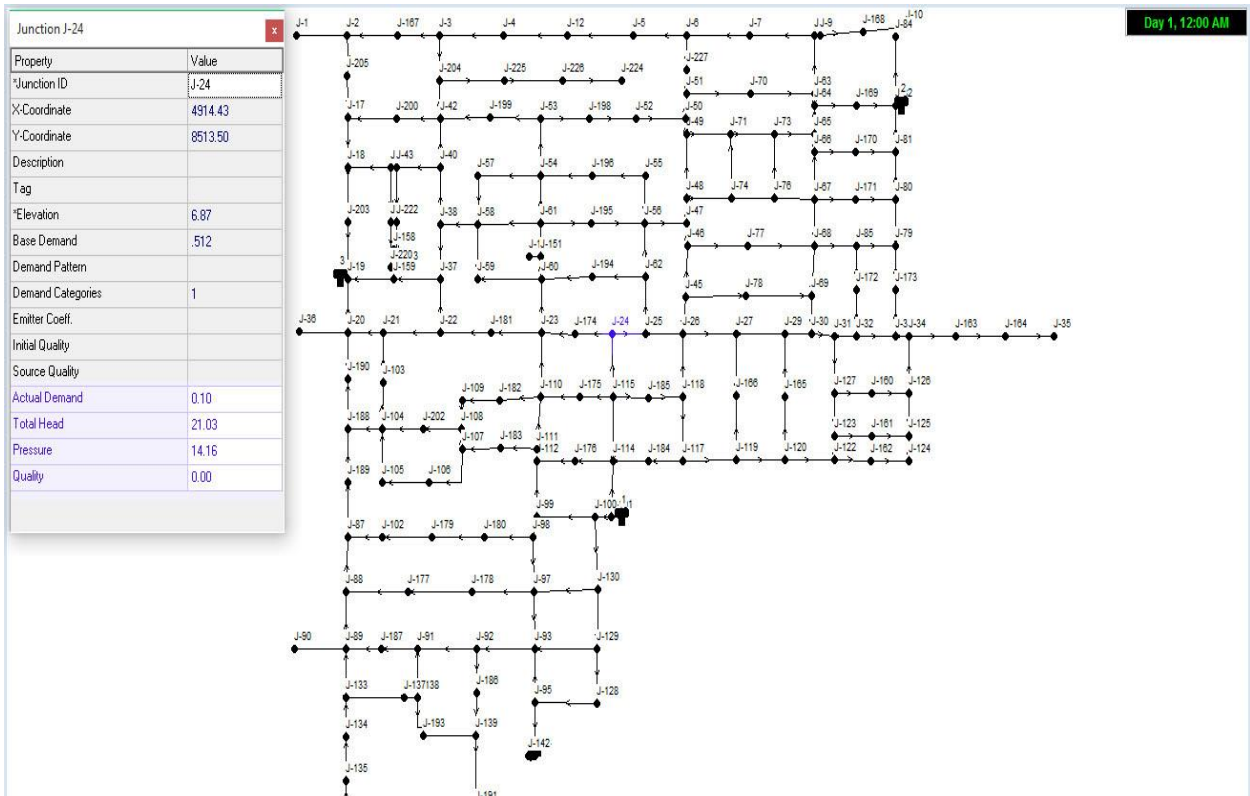 Junction J-24
x
Property Value
*Junction ID J-24
X-Coordinate 4914.43
Y-Coordinate 8513.50
Description
Tag
*Elevation 6.87
Base Demand .512
Demand Pattern
Demand Categories 1
Emitter Coeff.
Initial Quality
Source Quality
Actual Demand 0.10
Total Head 21.03
Pressure 14.16
Quality 0.00
Day 1, 12:00 AM
J-1 J-2 J-167 J-3 J-4 J-12 J-5 J-6 J-7 J-9 J-168 J-10
J-84
J-205 J-204 J-225 J-226 J-224 J-227
J-51 J-70 J-63
J-17 J-200 J-42 J-199 J-53 J-198 J-52 J-50 J-64 J-169 2
J-49 J-71 J-73 J-65
J-18 J-43 J-40 J-57 J-54 J-196 J-55 J-66 J-170 J-81
J-203 J-222 J-38 J-58 J-61 J-195 J-56 J-48 J-74 J-76 J-67 J-171 J-80
J-47
J-158 J-151 J-46 J-77 J-68 J-85 J-79
3 J-19 J-159 J-37 J-59 J-60 J-194 J-62
J-45 J-78 J-69 J-172 J-173
J-36 J-20 J-21 J-22 J-181 J-23 J-174 J-24 J-25 J-26 J-27 J-29 J-30 J-31 J-32 J-34 J-163 J-164 J-35
J-190 J-103
J-109 J-182 J-110 J-175 J-115 J-185 J-118 J-166 J-165 J-127 J-160 J-126
J-188 J-104 J-202 J-108
J-107 J-183 J-111 J-123 J-161 J-125
J-112 J-176 J-114 J-184 J-117 J-119 J-120 J-122 J-162 J-124
J-189 J-105 J-106
J-99 J-100 1
J-87 J-102 J-179 J-180 J-98
J-88 J-177 J-178 J-97 J-130
J-90 J-89 J-187 J-91 J-92 J-93 J-129
J-133 J-137 138 J-186 J-95 J-128
J-134 J-193 J-139
J-142
J-135
J-191